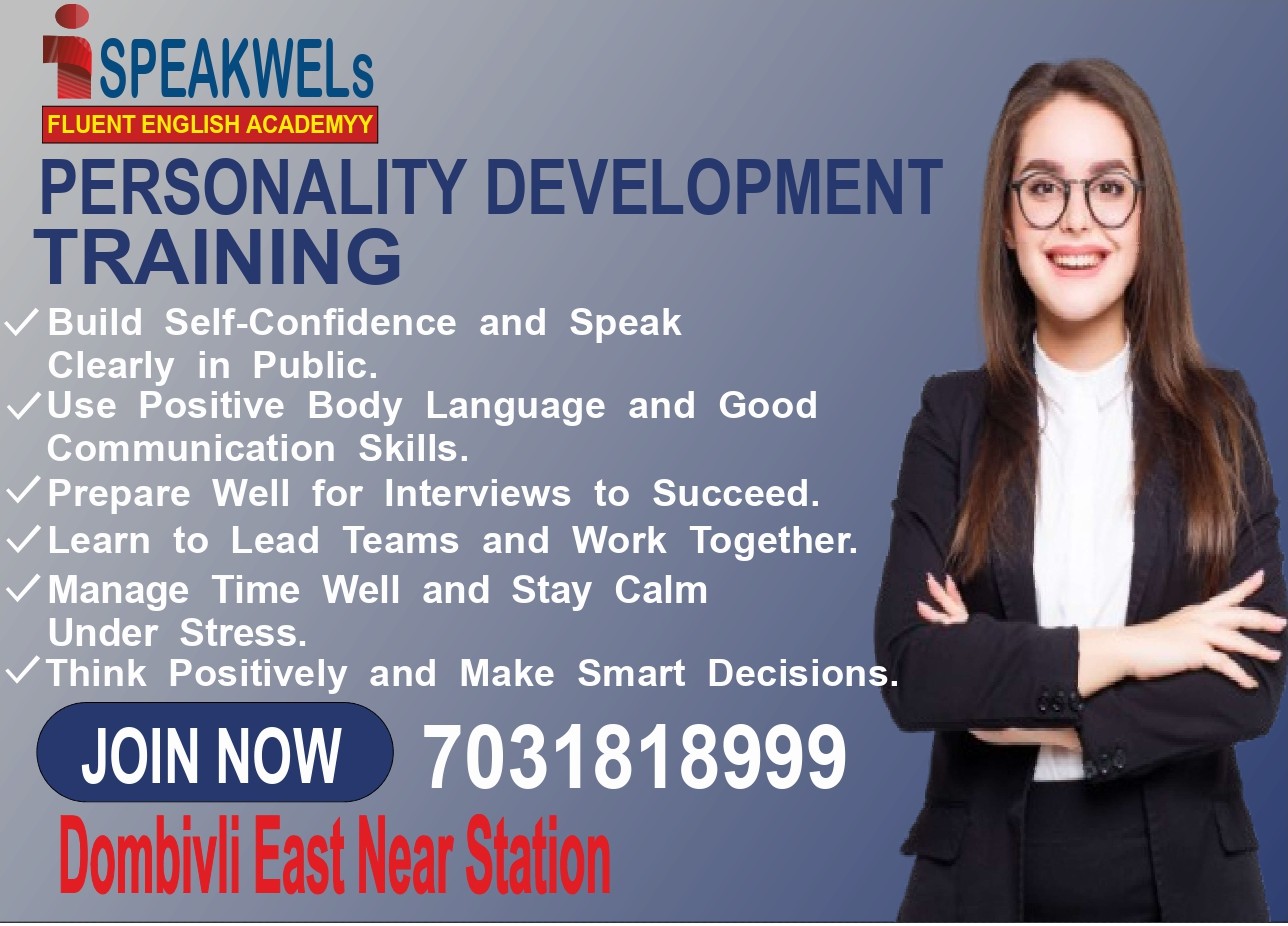 iSPEAKWELs
FLUENT ENGLISH ACADEMYY
PERSONALITY DEVELOPMENT
TRAINING
✓ Build Self-Confidence and Speak
Clearly in Public.
✓ Use Positive Body Language and Good
Communication Skills.
✓ Prepare Well for Interviews to Succeed.
✓ Learn to Lead Teams and Work Together.
✓ Manage Time Well and Stay Calm
Under Stress.
✓ Think Positively and Make Smart Decisions.
JOIN NOW 7031818999
Dombivli East Near Station